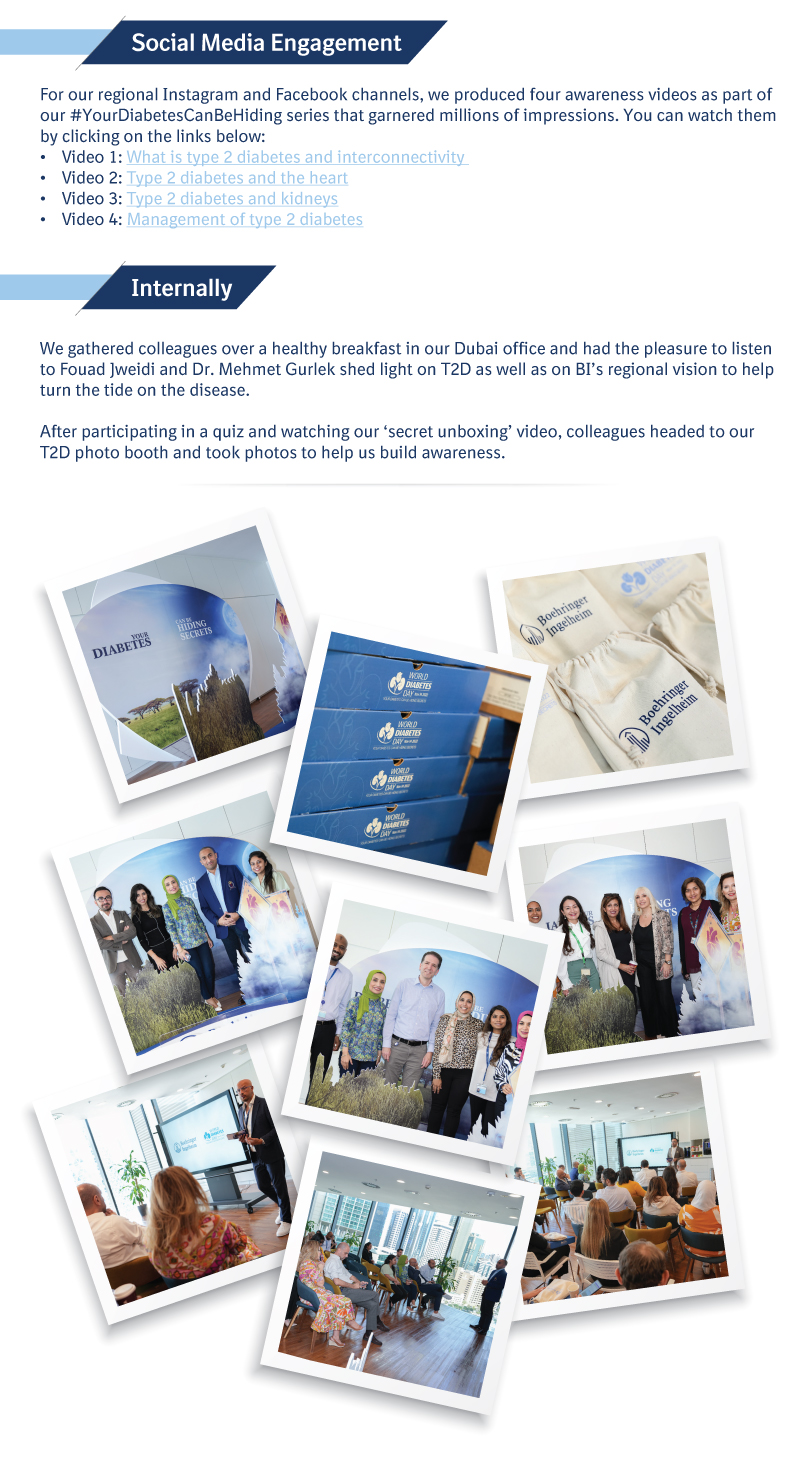 Social Media Engagement
For our regional Instagram and Facebook channels, we produced four awareness videos as part of
our #YourDiabetesCanBeHiding series that garnered millions of impressions. You can watch them
by clicking on the links below:
• Video 1: What is type 2 diabetes and interconnectivity
• Video 2: Type 2 diabetes and the heart
• Video 3: Type 2 diabetes and kidneys
• Video 4: Management of type 2 diabetes
Internally
We gathered colleagues over a healthy breakfast in our Dubai office and had the pleasure to listen
to Fouad Jweidi and Dr. Mehmet Gurlek shed light on T2D as well as on BI’s regional vision to help
turn the tide on the disease.
After participating in a quiz and watching our ‘secret unboxing’ video, colleagues headed to our
T2D photo booth and took photos to help us build awareness.
YOUR
DIABETES
CAN BE
HIDING
SECRETS
WORLD
DIABETES
DAY
WORLD
DIABETES
DAY
WORLD
DIABETES
DAY
WORLD
DIABETES
DAY
Boehringer
Ingelheim
Boehringer
Ingelheim
Boehringer
Ingelheim